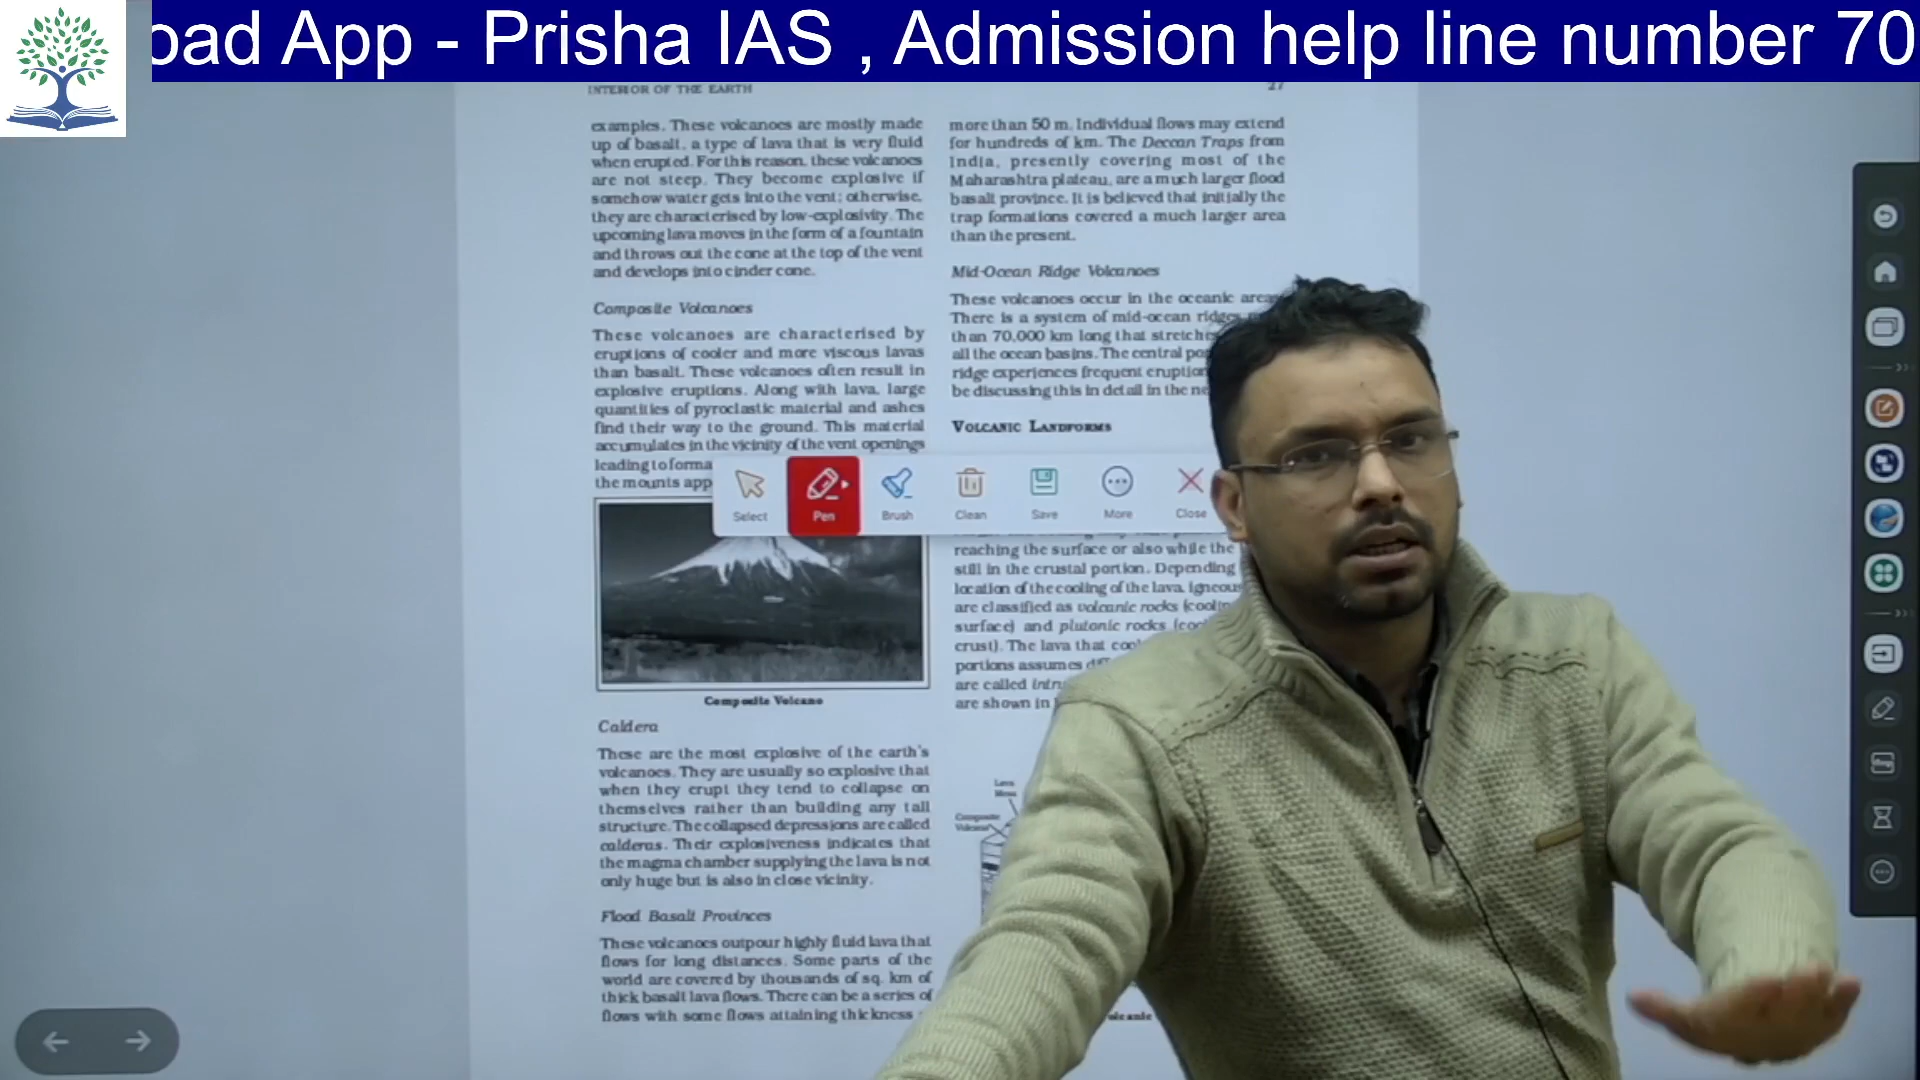 oad App - Prisha IAS , Admission help line number 70
INTERIOR OF THE EARTH
27
examples. These volcanoes are mostly made
up of basalt, a type of lava that is very fluid
when erupted. For this reason, these volcanoes
are not steep. They become explosive if
somehow water gets into the vent; otherwise,
they are characterised by low-explosivity. The
upcoming lava moves in the form of a fountain
and throws out the cone at the top of the vent
and develops into cinder cone.
Composite Volcanoes
These volcanoes are characterised by
eruptions of cooler and more viscous lavas
than basalt. These volcanoes often result in
explosive eruptions. Along with lava, large
quantities of pyroclastic material and ashes
find their way to the ground. This material
accumulates in the vicinity of the vent openings
leading to forma
the mounts app
Composite Volcano
Caldera
These are the most explosive of the earth's
volcanoes. They are usually so explosive that
when they erupt they tend to collapse on
themselves rather than building any tall
structure. The collapsed depressions are called
calderas. Their explosiveness indicates that
the magma chamber supplying the lava is not
only huge but is also in close vicinity.
Flood Basalt Provinces
These volcanoes outpour highly fluid lava that
flows for long distances. Some parts of the
world are covered by thousands of sq. km of
thick basalt lava flows. There can be a series of
flows with some flows attaining thickness
more than 50 m. Individual flows may extend
for hundreds of km. The Deccan Traps from
India, presently covering most of the
Maharashtra plateau, are a much larger flood
basalt province. It is believed that initially the
trap formations covered a much larger area
than the present.
Mid-Ocean Ridge Volcanoes
These volcanoes occur in the oceanic areas
There is a system of mid-ocean ridges
than 70,000 km long that stretches
all the ocean basins. The central po
ridge experiences frequent eruption
be discussing this in detail in the ne
VOLCANIC LANDFORMS
Select
Pen
Brush
Clean
Save
More
Close
reaching the surface or also while the
still in the crustal portion. Depending
location of the cooling of the lava, igneous
are classified as volcanic rocks (coolin
surface) and plutonic rocks (coo
crust). The lava that coo
portions assumes
are called intru
are shown in
Lava
Mesa
Composite
Volcano